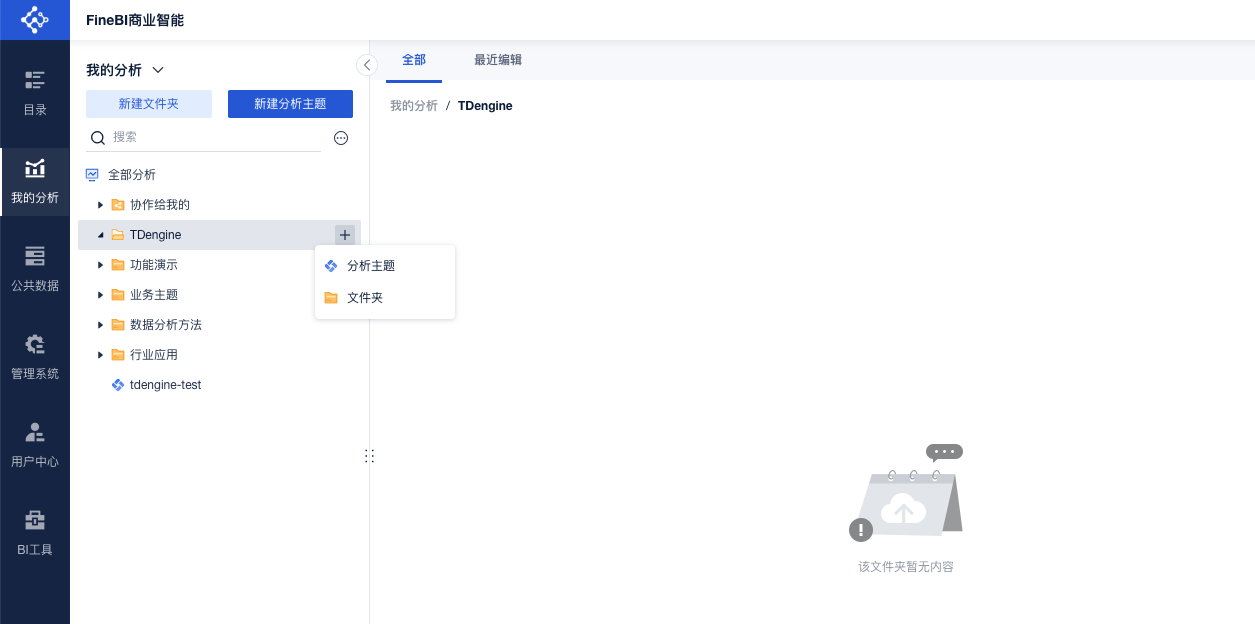 FineBI商业智能
目录
我的分析
公共数据
管理系统
用户中心
BI工具
我的分析
新建文件夹
新建分析主题
搜索
全部分析
协作给我的
TDengine
功能演示
业务主题
数据分析方法
行业应用
tdengine-test
分析主题
文件夹
全部
最近编辑
我的分析 / TDengine
该文件夹暂无内容